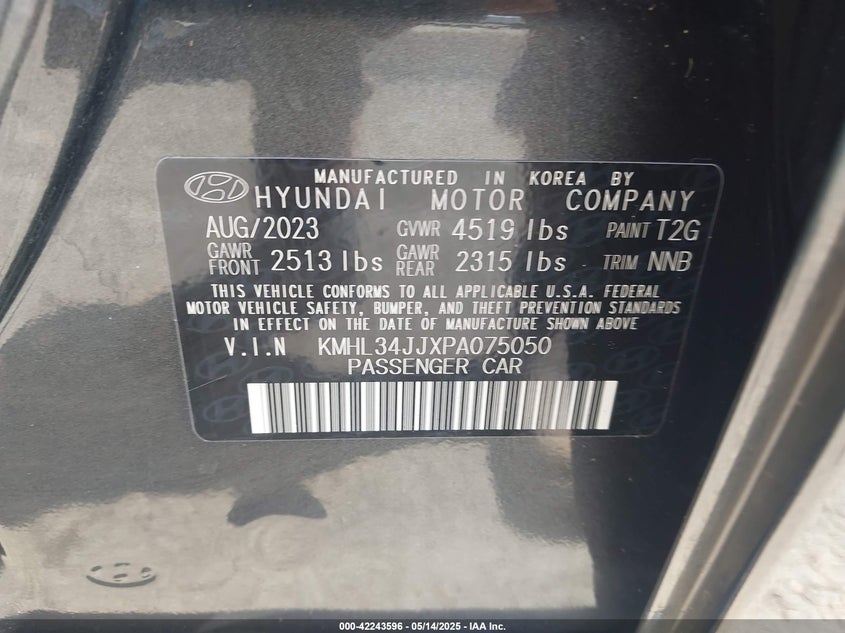 MANUFACTURED IN KOREA BY
HYUNDAI MOTOR COMPANY
AUG/2023 GVWR 4519 lbs PAINT T2G
GAWR FRONT 2513 lbs GAWR REAR 2315 lbs TRIM NNB
THIS VEHICLE CONFORMS TO ALL APPLICABLE U.S.A. FEDERAL
MOTOR VEHICLE SAFETY, BUMPER, AND THEFT PREVENTION STANDARDS
IN EFFECT ON THE DATE OF MANUFACTURE SHOWN ABOVE
V.I.N KMHL34JJXPA075050
PASSENGER CAR
000-42243596 - 05/14/2025 - IAA Inc.